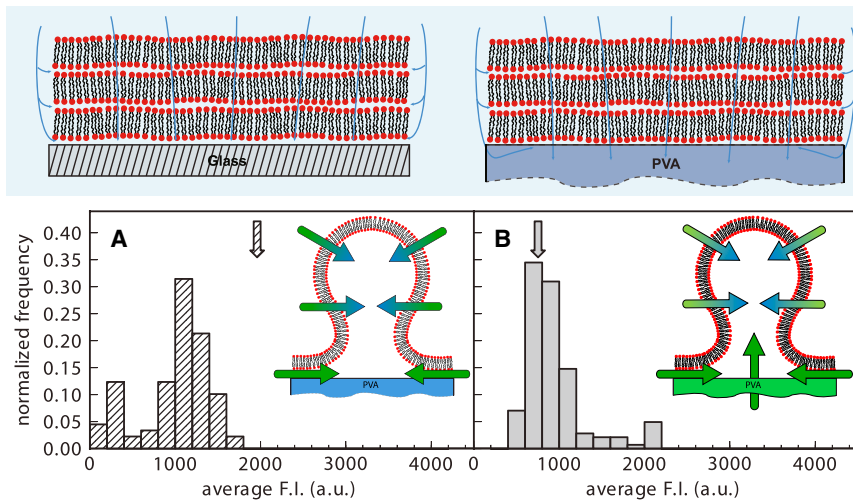 Glass
PVA
A
B
normalized frequency
0.40
0.35
0.30
0.25
0.20
0.15
0.10
0.05
0.00
PVA
PVA
0
1000
2000
3000
4000
0
1000
2000
3000
4000
average F.I. (a.u.)
average F.I. (a.u.)